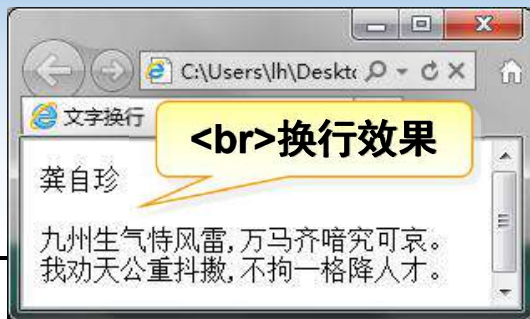 C:\Users\lh\Deskt
文字换行
<br>换行效果
龚自珍
九州生气恃风雷,万马齐喑究可哀。
我劝天公重抖擞,不拘一格降人才。